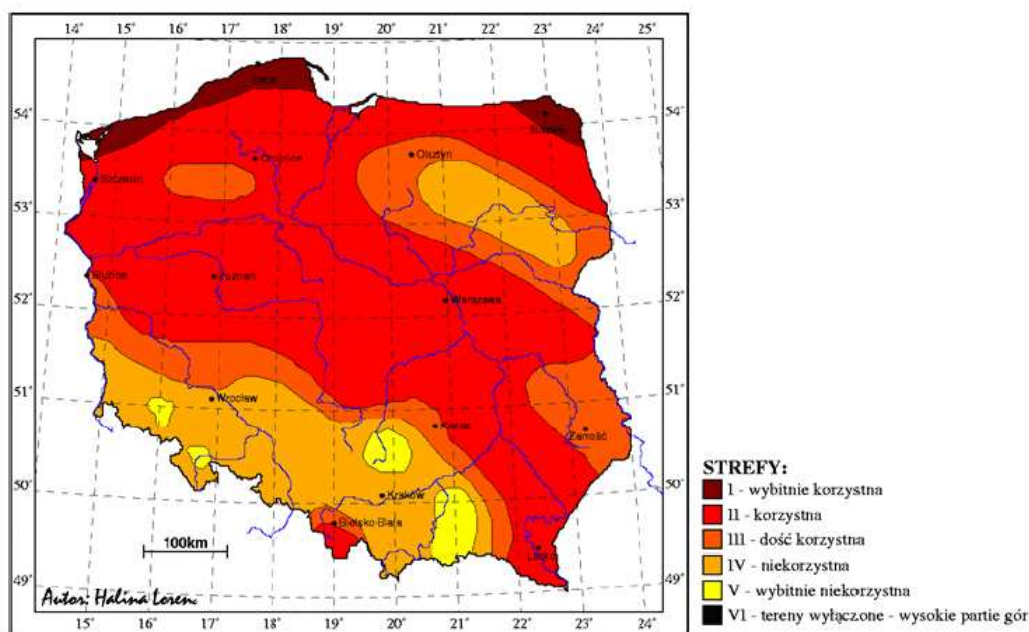 14° 15° 16° 17° 18° 19° 20° 21° 22° 23°
54° 54°
Olsztyn
Szczecin
53° 53°
Słubice
Poznań
52° Warszawa 52°
51° Wrocław 51°
Kielce
Zamość
50° Kraków 50°
Bielsko-Biała
100km
49° 49°
Autor: Halina Lorenc
15° 16° 17° 18° 19° 20° 21° 22° 23° 24°
STREFY:
I - wybitnie korzystna
II - korzystna
III - dość korzystna
IV - niekorzystna
V - wybitnie niekorzystna
VI - tereny wyłączone - wysokie partie gór